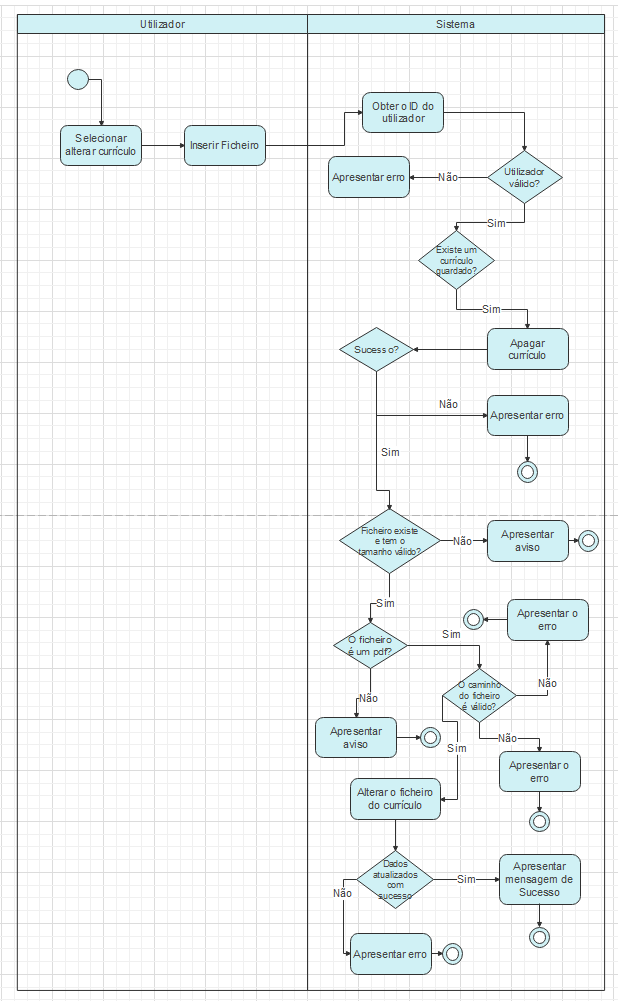 Utilizador
Sistema
Selecionar
alterar currículo
Inserir Ficheiro
Obter o ID do
utilizador
Utilizador
válido?
Não
Apresentar erro
Sim
Existe um
currículo
guardado?
Sim
Apagar
currículo
Sucesso?
Não
Apresentar erro
Sim
Ficheiro existe
e tem o
tamanho válido?
Não
Apresentar
aviso
Sim
O ficheiro
é um pdf?
Sim
Apresentar o
erro
Não
O caminho
do ficheiro
é válido?
Não
Apresentar
aviso
Não
Apresentar o
erro
Sim
Alterar o ficheiro
do currículo
Dados
atualizados
com
sucesso
Sim
Apresentar
mensagem de
Sucesso
Não
Apresentar erro